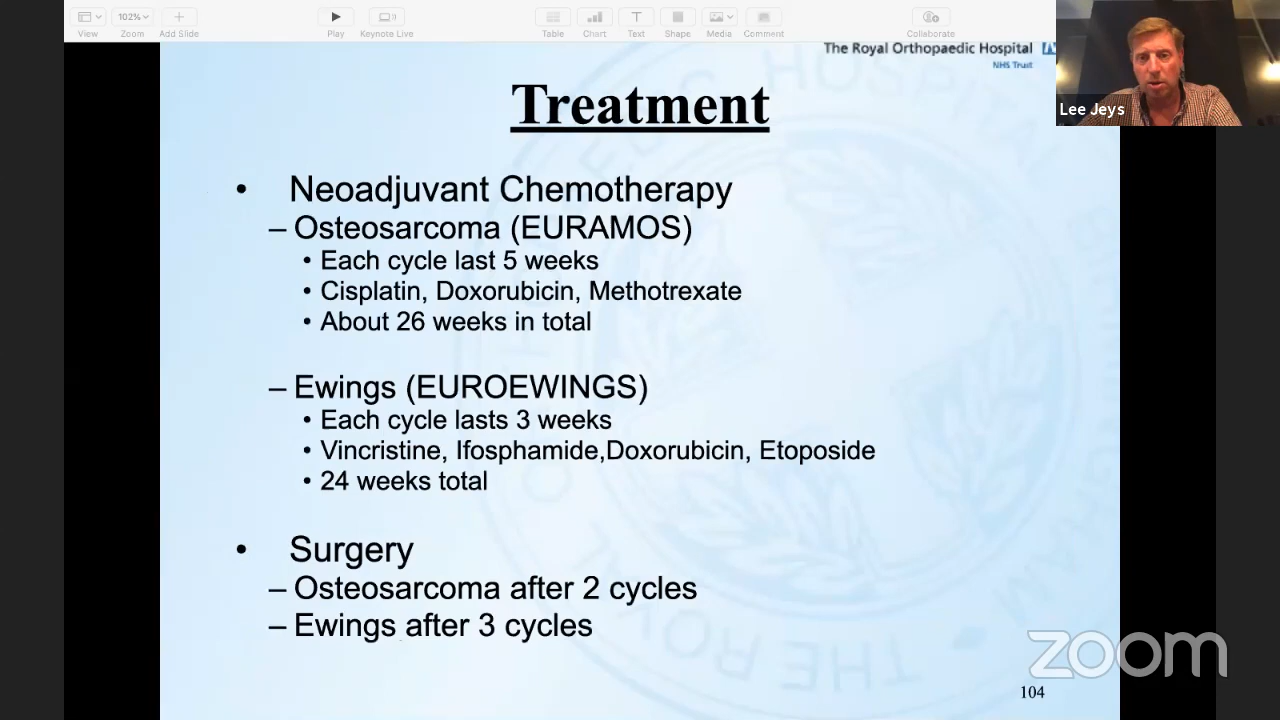 102%
View
Zoom
Add Slide
Play
Keynote Live
Table
Chart
Text
Shape
Media
Comment
Collaborate
The Royal Orthopaedic Hospital
NHS Trust
Lee Jeys
Treatment
• Neoadjuvant Chemotherapy
– Osteosarcoma (EURAMOS)
• Each cycle last 5 weeks
• Cisplatin, Doxorubicin, Methotrexate
• About 26 weeks in total
– Ewings (EUROEWINGS)
• Each cycle lasts 3 weeks
• Vincristine, Ifosphamide,Doxorubicin, Etoposide
• 24 weeks total
• Surgery
– Osteosarcoma after 2 cycles
– Ewings after 3 cycles
zoom
104